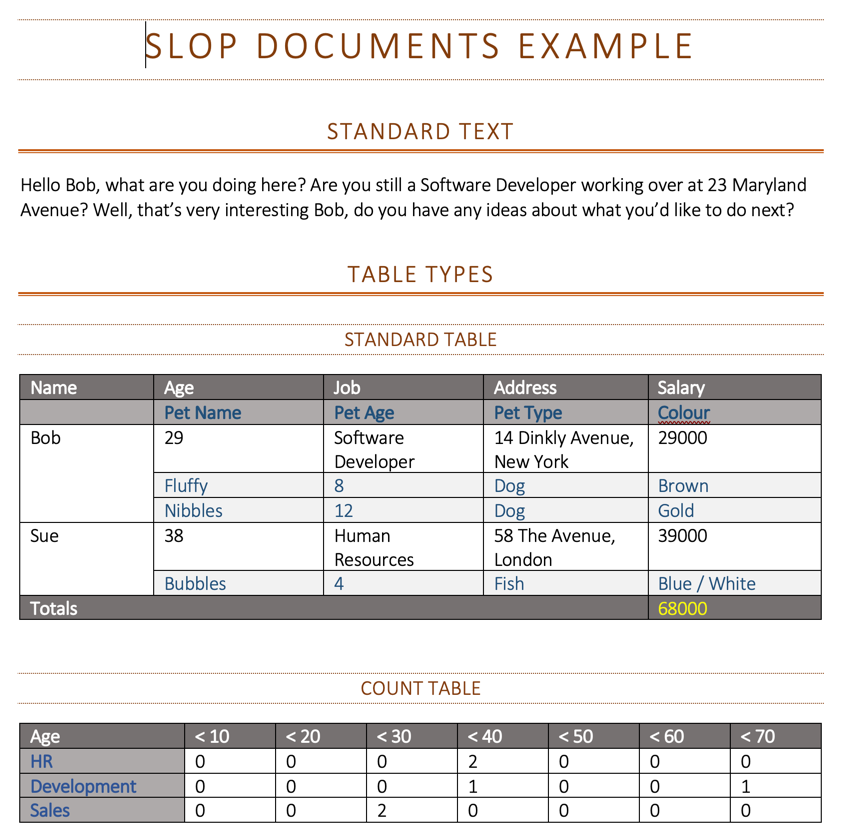 SLOP DOCUMENTS EXAMPLE
STANDARD TEXT
Hello Bob, what are you doing here? Are you still a Software Developer working over at 23 Maryland
Avenue? Well, that’s very interesting Bob, do you have any ideas about what you’d like to do next?
TABLE TYPES
STANDARD TABLE
Name Age Job Address Salary
Pet Name Pet Age Pet Type Colour
Bob 29 Software 14 Dinkly Avenue, 29000
Developer New York
Fluffy 8 Dog Brown
Nibbles 12 Dog Gold
Sue 38 Human 58 The Avenue, 39000
Resources London
Bubbles 4 Fish Blue / White
Totals 68000
COUNT TABLE
Age < 10 < 20 < 30 < 40 < 50 < 60 < 70
HR 0 0 0 2 0 0 0
Development 0 0 0 1 0 0 1
Sales 0 0 2 0 0 0 0